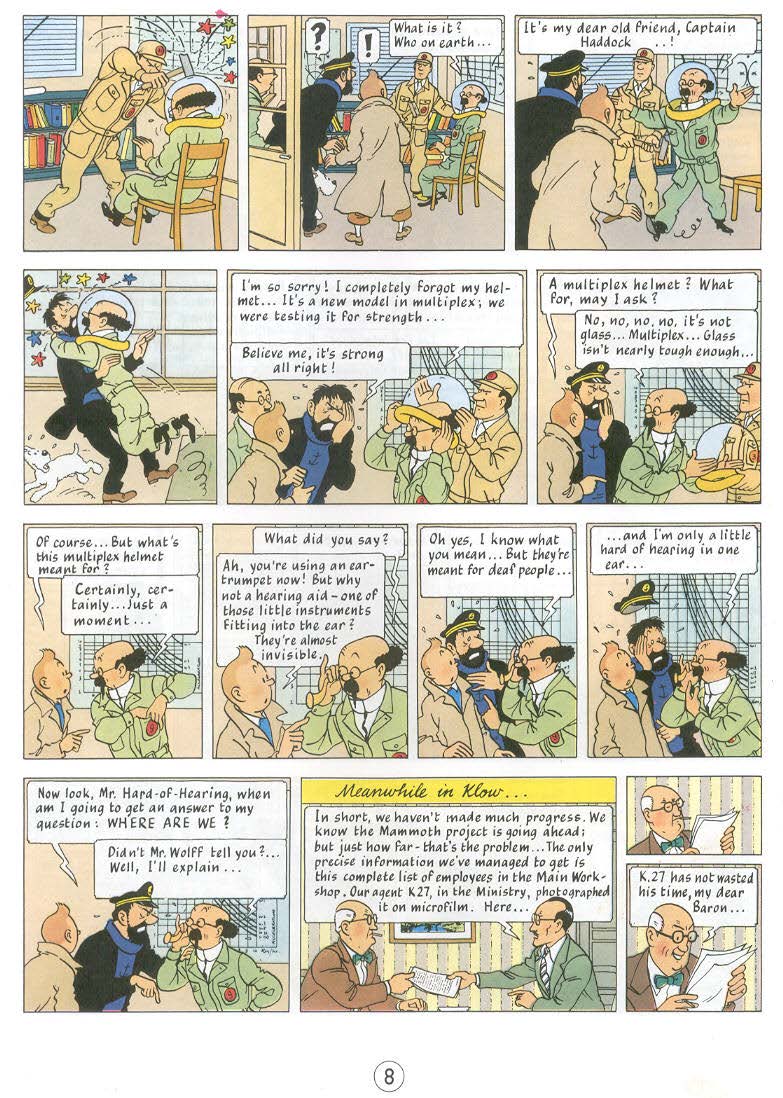 ?
!
What is it?
Who on earth...
It's my dear old friend, Captain
Haddock ..!
I'm so sorry! I completely forgot my hel-
met... It's a new model in multiplex; we
were testing it for strength...
Believe me, it's strong
all right!
A multiplex helmet? What
for, may I ask?
No, no, no, no, it's not
glass... Multiplex... Glass
isn't nearly tough enough...
Of course... But what's
this multiplex helmet
meant for?
Certainly, cer-
tainly... Just a
moment...
What did you say?
Ah, you're using an ear-
trumpet now! But why
not a hearing aid - one of
those little instruments
fitting into the ear?
They're almost
invisible.
Oh yes, I know what
you mean... But they're
meant for deaf people...
...and I'm only a little
hard of hearing in one
ear...
Now look, Mr. Hard-of-Hearing, when
am I going to get an answer to my
question: WHERE ARE WE?
Didn't Mr. Wolff tell you?...
Well, I'll explain...
Meanwhile in Klow...
In short, we haven't made much progress. We
know the Mammoth project is going ahead;
but just how far - that's the problem... The only
precise information we've managed to get is
this complete list of employees in the Main Work-
shop. Our agent K.27, in the Ministry, photographed
it on microfilm. Here...
K.27 has not wasted
his time, my dear
Baron...
8